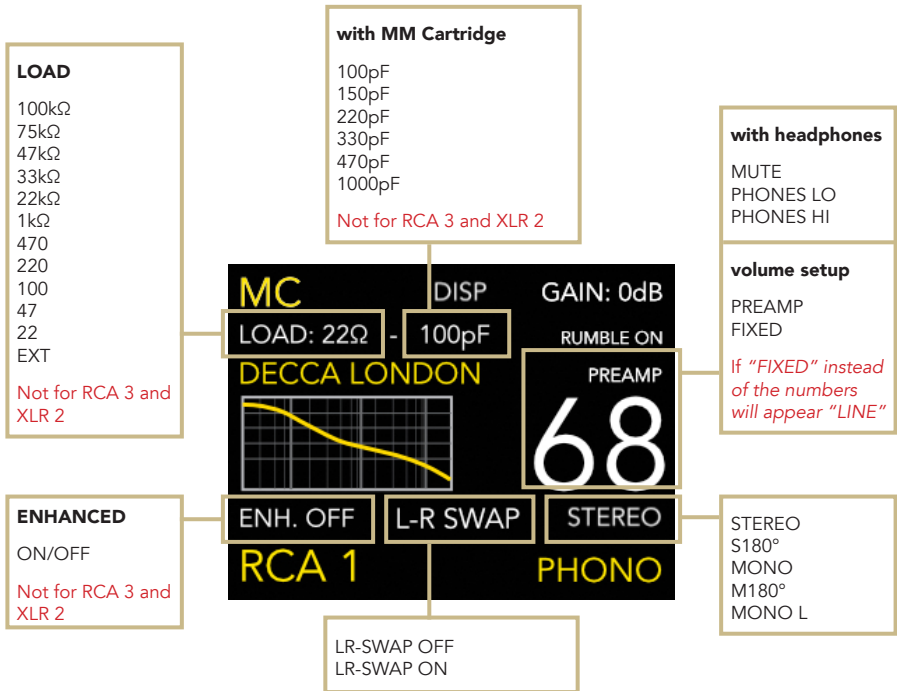 with MM Cartridge
100pF
150pF
220pF
330pF
470pF
1000pF
Not for RCA 3 and XLR 2
LOAD
100kΩ
75kΩ
47kΩ
33kΩ
22kΩ
1kΩ
470
220
100
47
22
EXT
Not for RCA 3 and
XLR 2
with headphones
MUTE
PHONES LO
PHONES HI
volume setup
PREAMP
FIXED
If "FIXED" instead
of the numbers
will appear "LINE"
MC DISP GAIN: 0dB
LOAD: 22Ω - 100pF RUMBLE ON
DECCA LONDON PREAMP
68
ENH. OFF L-R SWAP STEREO
RCA 1 PHONO
ENHANCED
ON/OFF
Not for RCA 3 and
XLR 2
STEREO
S180°
MONO
M180°
MONO L
LR-SWAP OFF
LR-SWAP ON